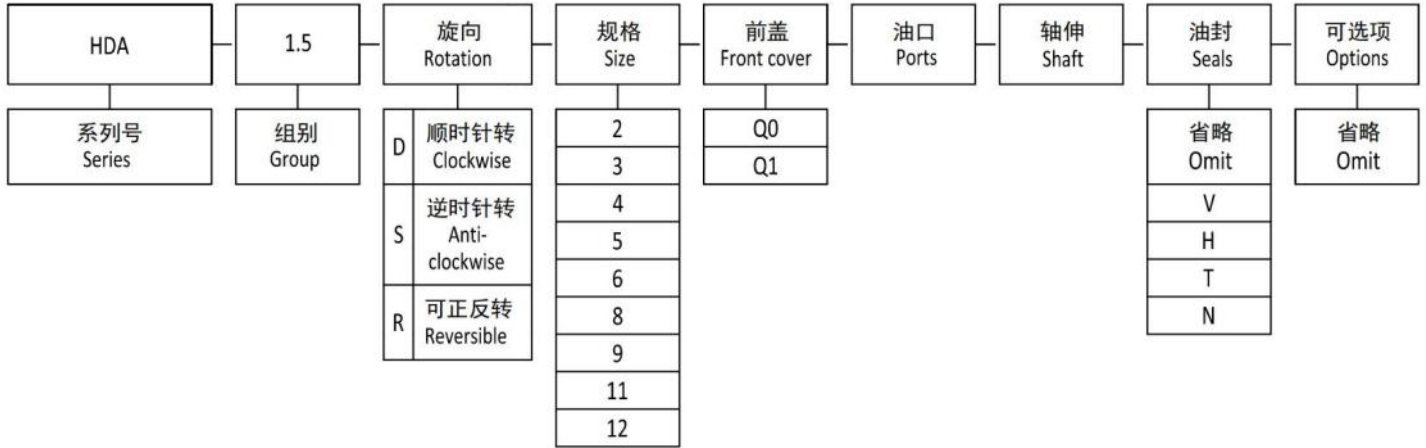 HDA
1.5
旋向
Rotation
规格
Size
前盖
Front cover
油口
Ports
轴伸
Shaft
油封
Seals
可选项
Options
系列号
Series
组别
Group
D
顺时针转
Clockwise
S
逆时针转
Anti-
clockwise
R
可正反转
Reversible
2
3
4
5
6
8
9
11
12
Q0
Q1
省略
Omit
V
H
T
N
省略
Omit